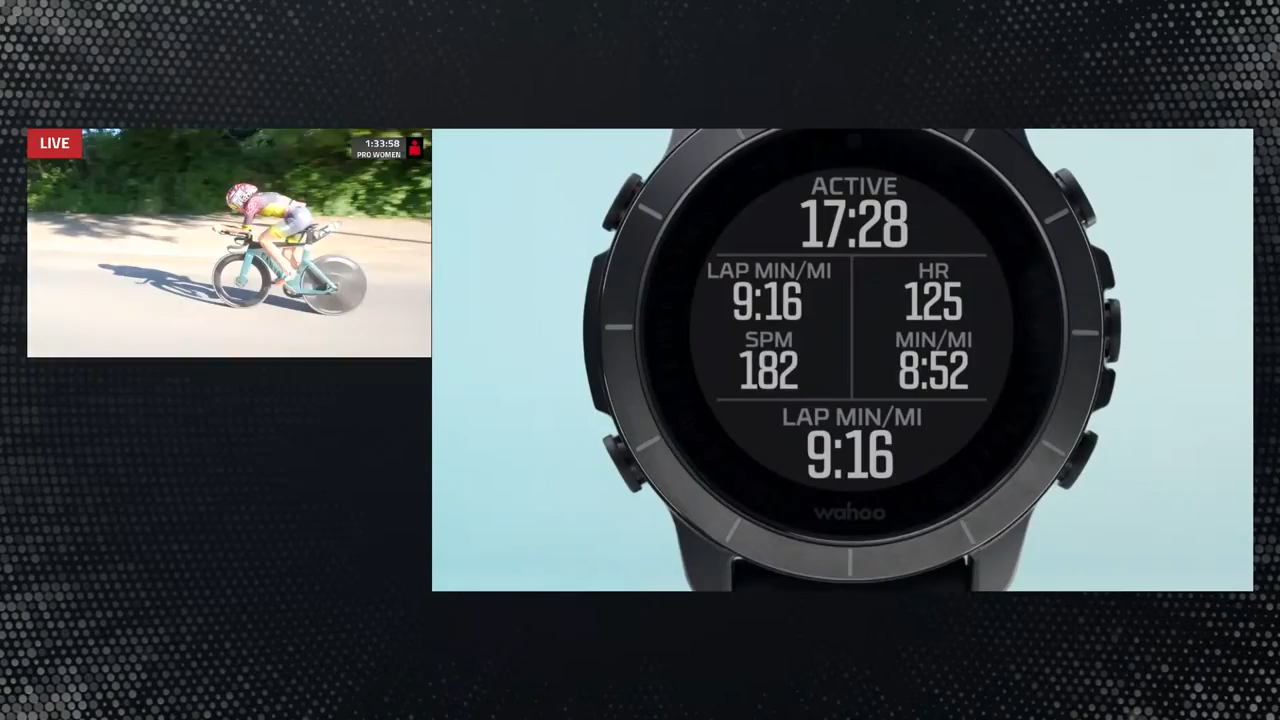 LIVE
1:33:58
PRO WOMEN
ACTIVE
17:28
LAP MIN/MI
9:16
HR
125
SPM
182
MIN/MI
8:52
LAP MIN/MI
9:16
wahoo